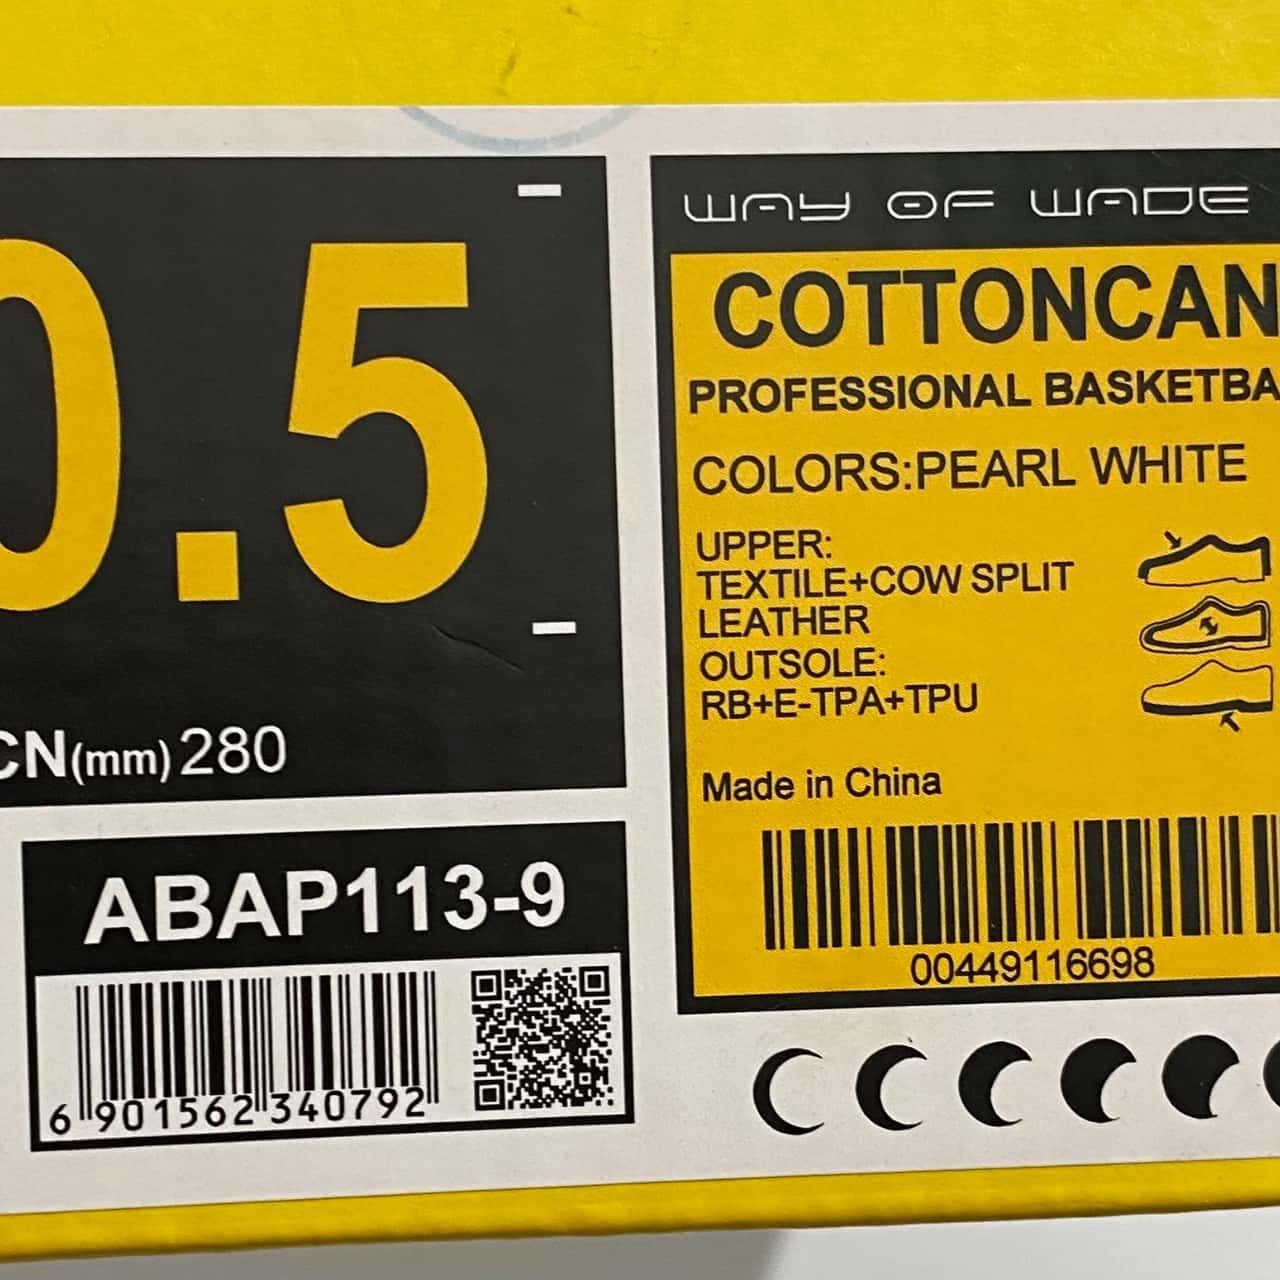 0.5
CN(mm) 280
ABAP113-9
6 901562 340792
WAY OF WADE
COTTONCAN
PROFESSIONAL BASKETBA
COLORS:PEARL WHITE
UPPER:
TEXTILE+COW SPLIT
LEATHER
OUTSOLE:
RB+E-TPA+TPU
Made in China
00449116698